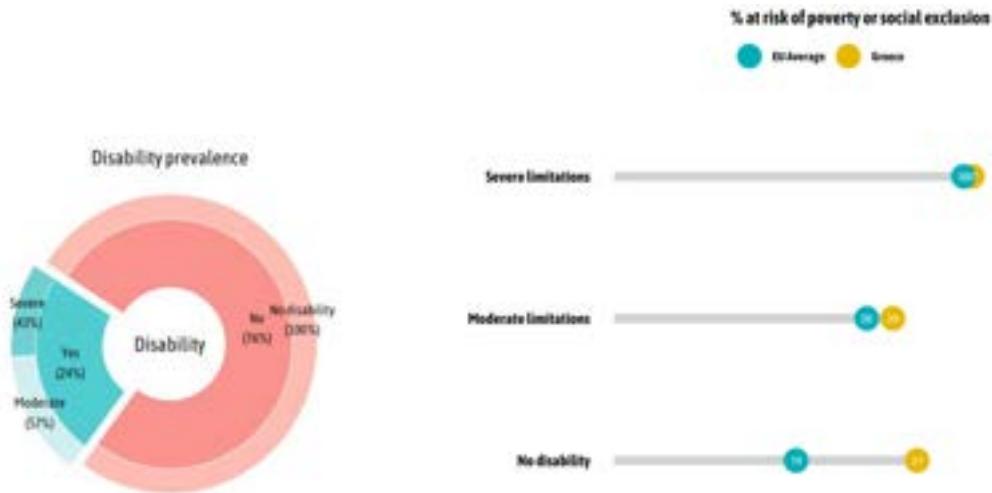 % at risk of poverty or social exclusion
EU Average
Greece
Disability prevalence
Severe limitations
Severe
(43%)
No disability
(100%)
No
(76%)
Disability
Yes
(24%)
Moderate
(57%)
Moderate limitations
No disability